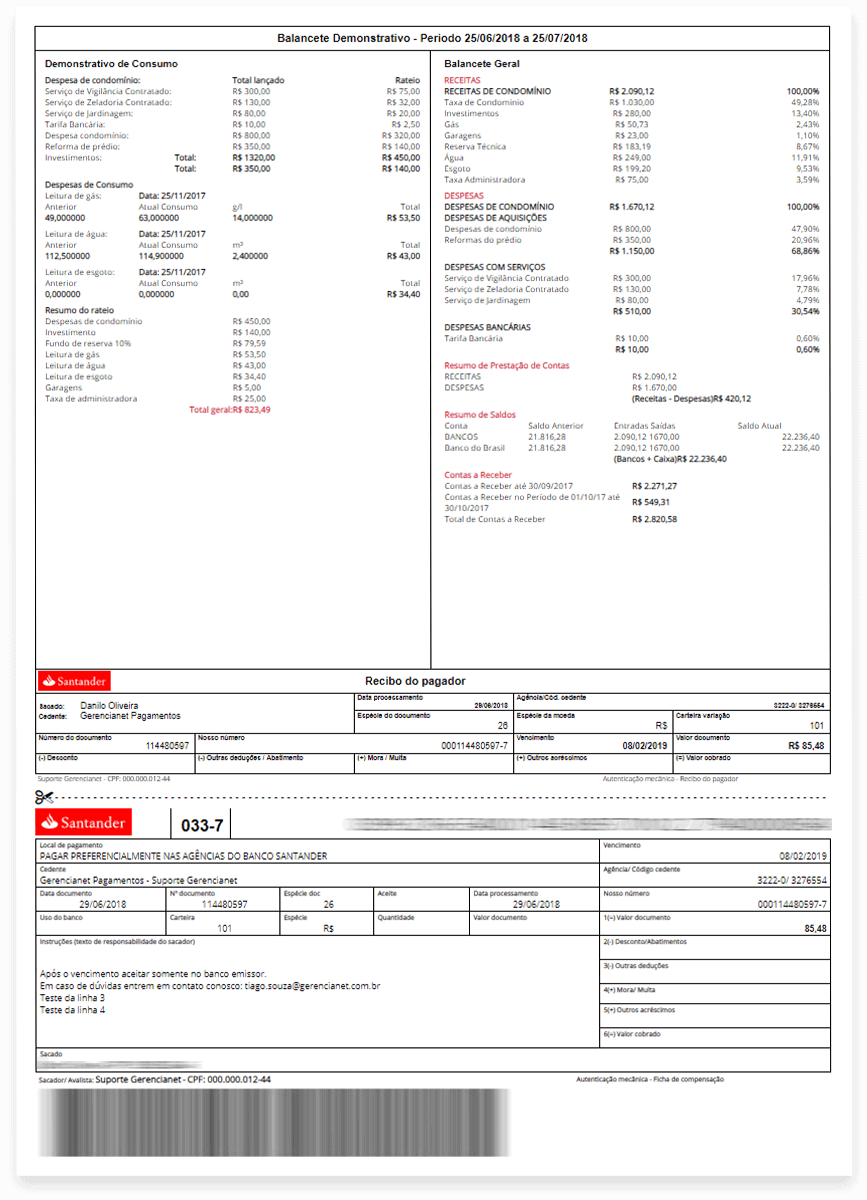 Balancete Demonstrativo - Período 25/06/2018 a 25/07/2018
Demonstrativo de Consumo
Despesa de condomínio: Total lançado Rateio
Serviço de Vigilância Contratado: R$ 300,00 R$ 75,00
Serviço de Zeladoria Contratado: R$ 130,00 R$ 32,00
Serviço de Jardinagem: R$ 80,00 R$ 20,00
Tarifa Bancária: R$ 10,00 R$ 2,50
Despesa condomínio: R$ 800,00 R$ 320,00
Reforma de prédio: R$ 350,00 R$ 140,00
Investimentos: Total: R$ 1320,00 R$ 450,00
Total: R$ 350,00 R$ 140,00
Despesas de Consumo
Leitura de gás: Data: 25/11/2017
Anterior Atual Consumo g/l Total
49,000000 63,000000 14,000000 R$ 53,50
Leitura de água: Data: 25/11/2017
Anterior Atual Consumo m³ Total
112,500000 114,900000 2,400000 R$ 43,00
Leitura de esgoto: Data: 25/11/2017
Anterior Atual Consumo m³ Total
0,000000 0,000000 0,00 R$ 34,40
Resumo do rateio
Despesas de condomínio R$ 450,00
Investimento R$ 140,00
Fundo de reserva 10% R$ 79,59
Leitura de gás R$ 53,50
Leitura de água R$ 43,00
Leitura de esgoto R$ 34,40
Garagens R$ 5,00
Taxa de administradora R$ 25,00
Total geral:R$ 823,49
Balancete Geral
RECEITAS
RECEITAS DE CONDOMÍNIO R$ 2.090,12 100,00%
Taxa de Condomínio R$ 1.030,00 49,28%
Investimentos R$ 280,00 13,40%
Gás R$ 50,73 2,43%
Garagens R$ 23,00 1,10%
Reserva Técnica R$ 183,19 8,67%
Água R$ 249,00 11,91%
Esgoto R$ 199,20 9,53%
Taxa Administradora R$ 75,00 3,59%
DESPESAS
DESPESAS DE CONDOMÍNIO R$ 1.670,12 100,00%
DESPESAS DE AQUISIÇÕES
Despesas de condomínio R$ 800,00 47,90%
Reformas do prédio R$ 350,00 20,96%
R$ 1.150,00 68,86%
DESPESAS COM SERVIÇOS
Serviço de Vigilância Contratado R$ 300,00 17,96%
Serviço de Zeladoria Contratado R$ 130,00 7,78%
Serviço de Jardinagem R$ 80,00 4,79%
R$ 510,00 30,54%
DESPESAS BANCÁRIAS
Tarifa Bancária R$ 10,00 0,60%
R$ 10,00 0,60%
Resumo de Prestação de Contas
RECEITAS R$ 2.090,12
DESPESAS R$ 1.670,00
(Receitas - Despesas)R$ 420,12
Resumo de Saldos
Conta Saldo Anterior Entradas Saídas Saldo Atual
BANCOS 21.816,28 2.090,12 1670,00 22.236,40
Banco do Brasil 21.816,28 2.090,12 1670,00 22.236,40
(Bancos + Caixa)R$ 22.236,40
Contas a Receber
Contas a Receber até 30/09/2017 R$ 2.271,27
Contas a Receber no Período de 01/10/17 até
30/10/2017 R$ 549,31
Total de Contas a Receber R$ 2.820,58
Santander Recibo do pagador
Sacado: Danilo Oliveira
Cedente: Gerencianet Pagamentos
Data processamento 29/06/2018
Agência/Cód. cedente 3222-0/ 3276554
Espécie do documento 26
Espécie da moeda R$
Carteira variação 101
Número do documento 114480597
Nosso número 000114480597-7
Vencimento 08/02/2019
Valor documento R$ 85,48
(-) Desconto (-) Outras deduções / Abatimento (+) Mora / Multa (+) Outros acréscimos (=) Valor cobrado
Suporte Gerencianet - CPF: 000.000.012-44 Autenticação mecânica - Recibo do pagador
Santander 033-7
Local de pagamento
PAGAR PREFERENCIALMENTE NAS AGÊNCIAS DO BANCO SANTANDER
Vencimento
08/02/2019
Cedente
Gerencianet Pagamentos - Suporte Gerencianet
Agência/ Código cedente
3222-0/ 3276554
Data documento Nº documento Espécie doc Aceite Data processamento Nosso número
29/06/2018 114480597 26 29/06/2018 000114480597-7
Uso do banco Carteira Espécie Quantidade Valor documento 1(=) Valor documento
101 R$ 85,48
Instruções (texto de responsabilidade do sacador)
Após o vencimento aceitar somente no banco emissor.
Em caso de dúvidas entrem em contato conosco: tiago.souza@gerencianet.com.br
Teste da linha 3
Teste da linha 4
2(-) Desconto/Abatimentos
3(-) Outras deduções
4(+) Mora/ Multa
5(+) Outros acréscimos
6(=) Valor cobrado
Sacado
Sacador/ Avalista: Suporte Gerencianet - CPF: 000.000.012-44 Autenticação mecânica - Ficha de compensação